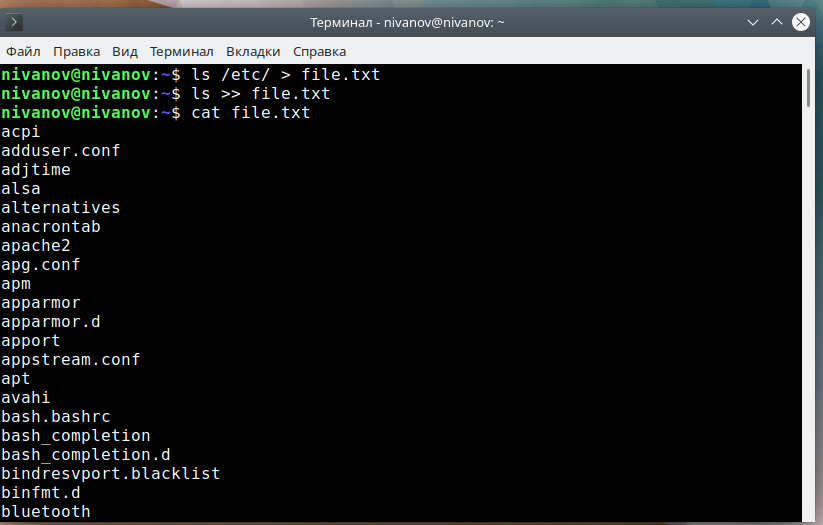 Терминал - nivanov@nivanov: ~
Файл Правка Вид Терминал Вкладки Справка
nivanov@nivanov:~$ ls /etc/ > file.txt
nivanov@nivanov:~$ ls >> file.txt
nivanov@nivanov:~$ cat file.txt
acpi
adduser.conf
adjtime
alsa
alternatives
anacrontab
apache2
apg.conf
apm
apparmor
apparmor.d
apport
appstream.conf
apt
avahi
bash.bashrc
bash_completion
bash_completion.d
bindresvport.blacklist
binfmt.d
bluetooth